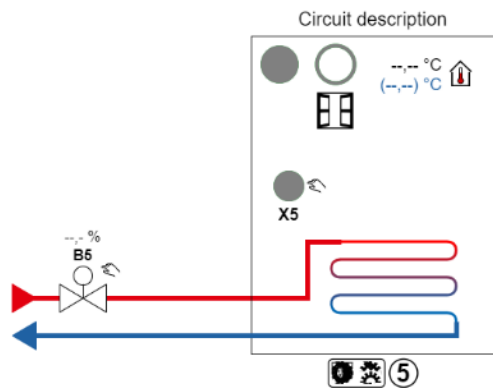 Circuit description
--,-- °C
(--,--) °C
X5
--,- %
B5
5